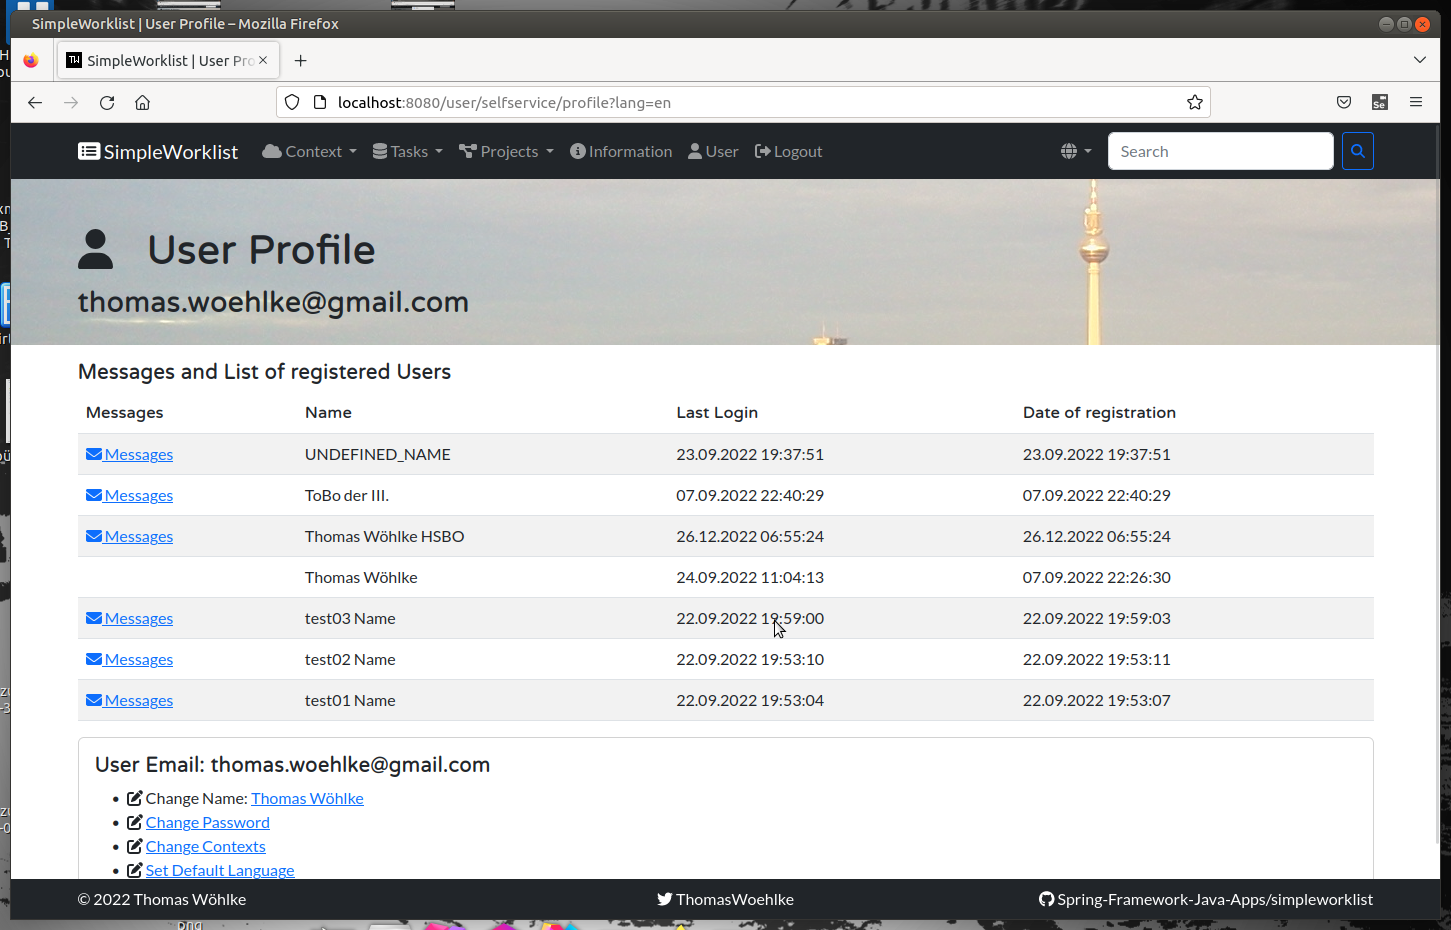 SimpleWorklist | User Profile – Mozilla Firefox
SimpleWorklist | User Pro
localhost:8080/user/selfservice/profile?lang=en
Se
SimpleWorklist Context Tasks Projects Information User Logout Search
User Profile
thomas.woehlke@gmail.com
Messages and List of registered Users
Messages Name Last Login Date of registration
Messages UNDEFINED_NAME 23.09.2022 19:37:51 23.09.2022 19:37:51
Messages ToBo der III. 07.09.2022 22:40:29 07.09.2022 22:40:29
Messages Thomas Wöhlke HSBO 26.12.2022 06:55:24 26.12.2022 06:55:24
Thomas Wöhlke 24.09.2022 11:04:13 07.09.2022 22:26:30
Messages test03 Name 22.09.2022 19:59:00 22.09.2022 19:59:03
Messages test02 Name 22.09.2022 19:53:10 22.09.2022 19:53:11
Messages test01 Name 22.09.2022 19:53:04 22.09.2022 19:53:07
User Email: thomas.woehlke@gmail.com
Change Name: Thomas Wöhlke
Change Password
Change Contexts
Set Default Language
© 2022 Thomas Wöhlke ThomasWoehlke Spring-Framework-Java-Apps/simpleworklist
png